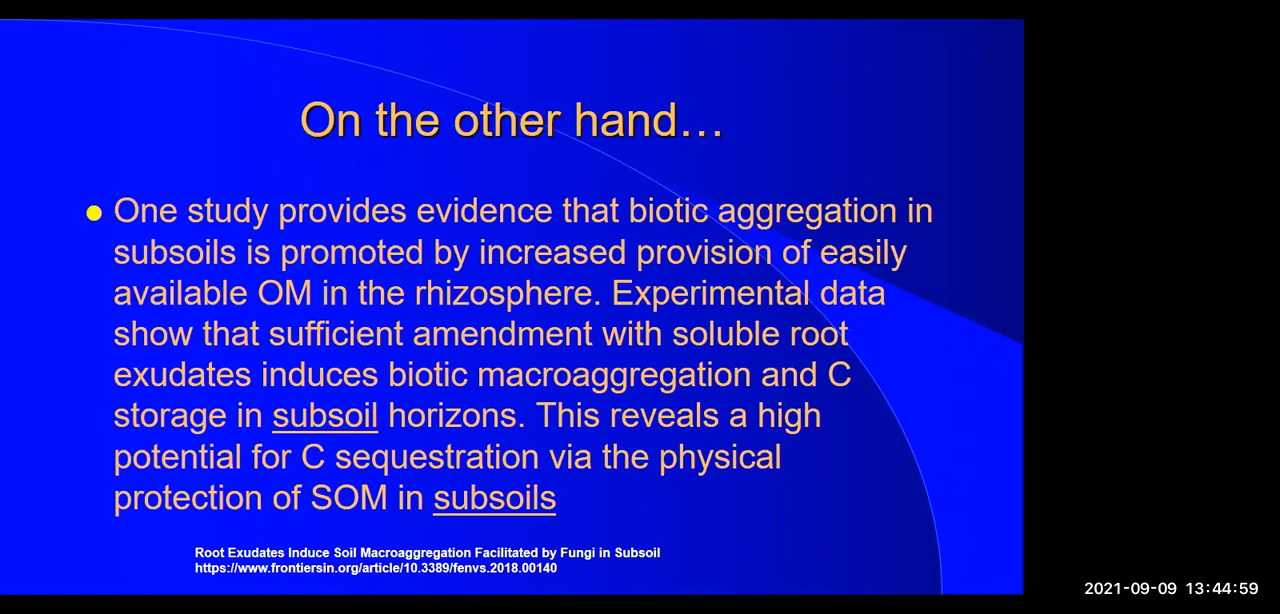 On the other hand…
One study provides evidence that biotic aggregation in
subsoils is promoted by increased provision of easily
available OM in the rhizosphere. Experimental data
show that sufficient amendment with soluble root
exudates induces biotic macroaggregation and C
storage in subsoil horizons. This reveals a high
potential for C sequestration via the physical
protection of SOM in subsoils
Root Exudates Induce Soil Macroaggregation Facilitated by Fungi in Subsoil
https://www.frontiersin.org/article/10.3389/fenvs.2018.00140
2021-09-09 13:44:59